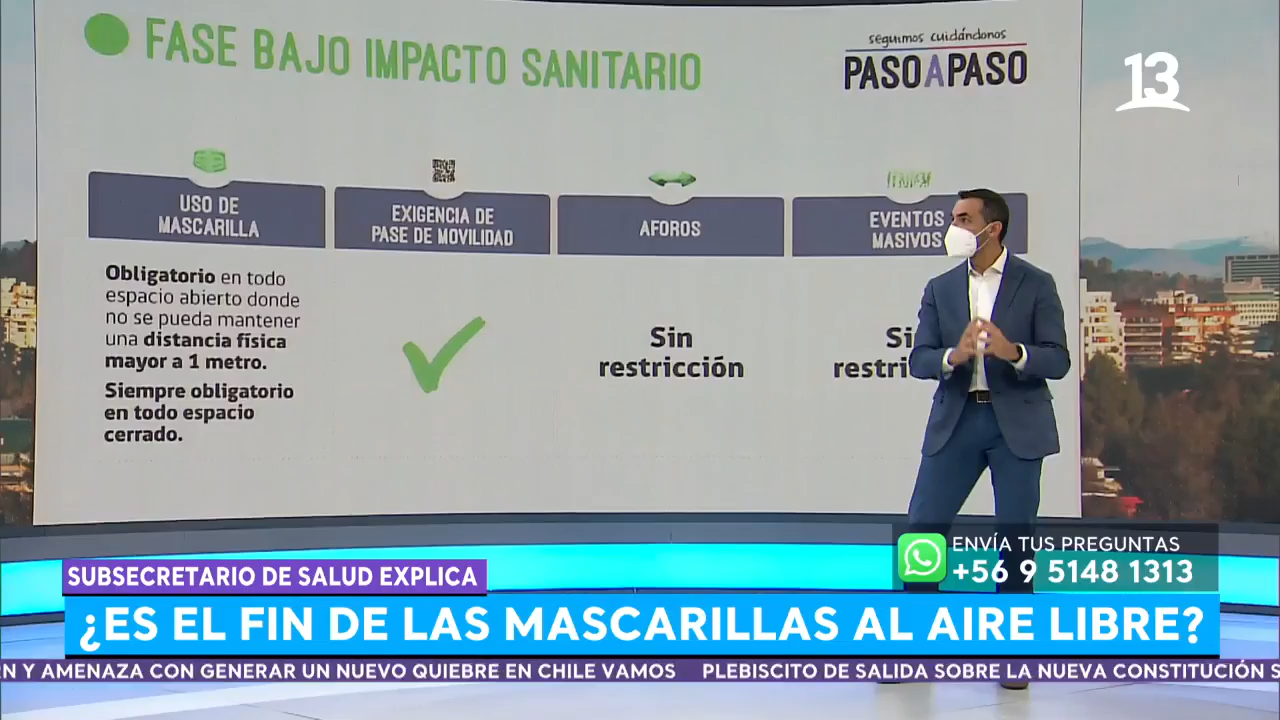 FASE BAJO IMPACTO SANITARIO
seguimos cuidándonos
PASOAPASO
13
USO DE
MASCARILLA
EXIGENCIA DE
PASE DE MOVILIDAD
AFOROS
EVENTOS
MASIVOS
Obligatorio en todo
espacio abierto donde
no se pueda mantener
una distancia física
mayor a 1 metro.
Siempre obligatorio
en todo espacio
cerrado.
Sin
restricción
ENVÍA TUS PREGUNTAS
+56 9 5148 1313
SUBSECRETARIO DE SALUD EXPLICA
¿ES EL FIN DE LAS MASCARILLAS AL AIRE LIBRE?
RN Y AMENAZA CON GENERAR UN NUEVO QUIEBRE EN CHILE VAMOS PLEBISCITO DE SALIDA SOBRE LA NUEVA CONSTITUCIÓN S